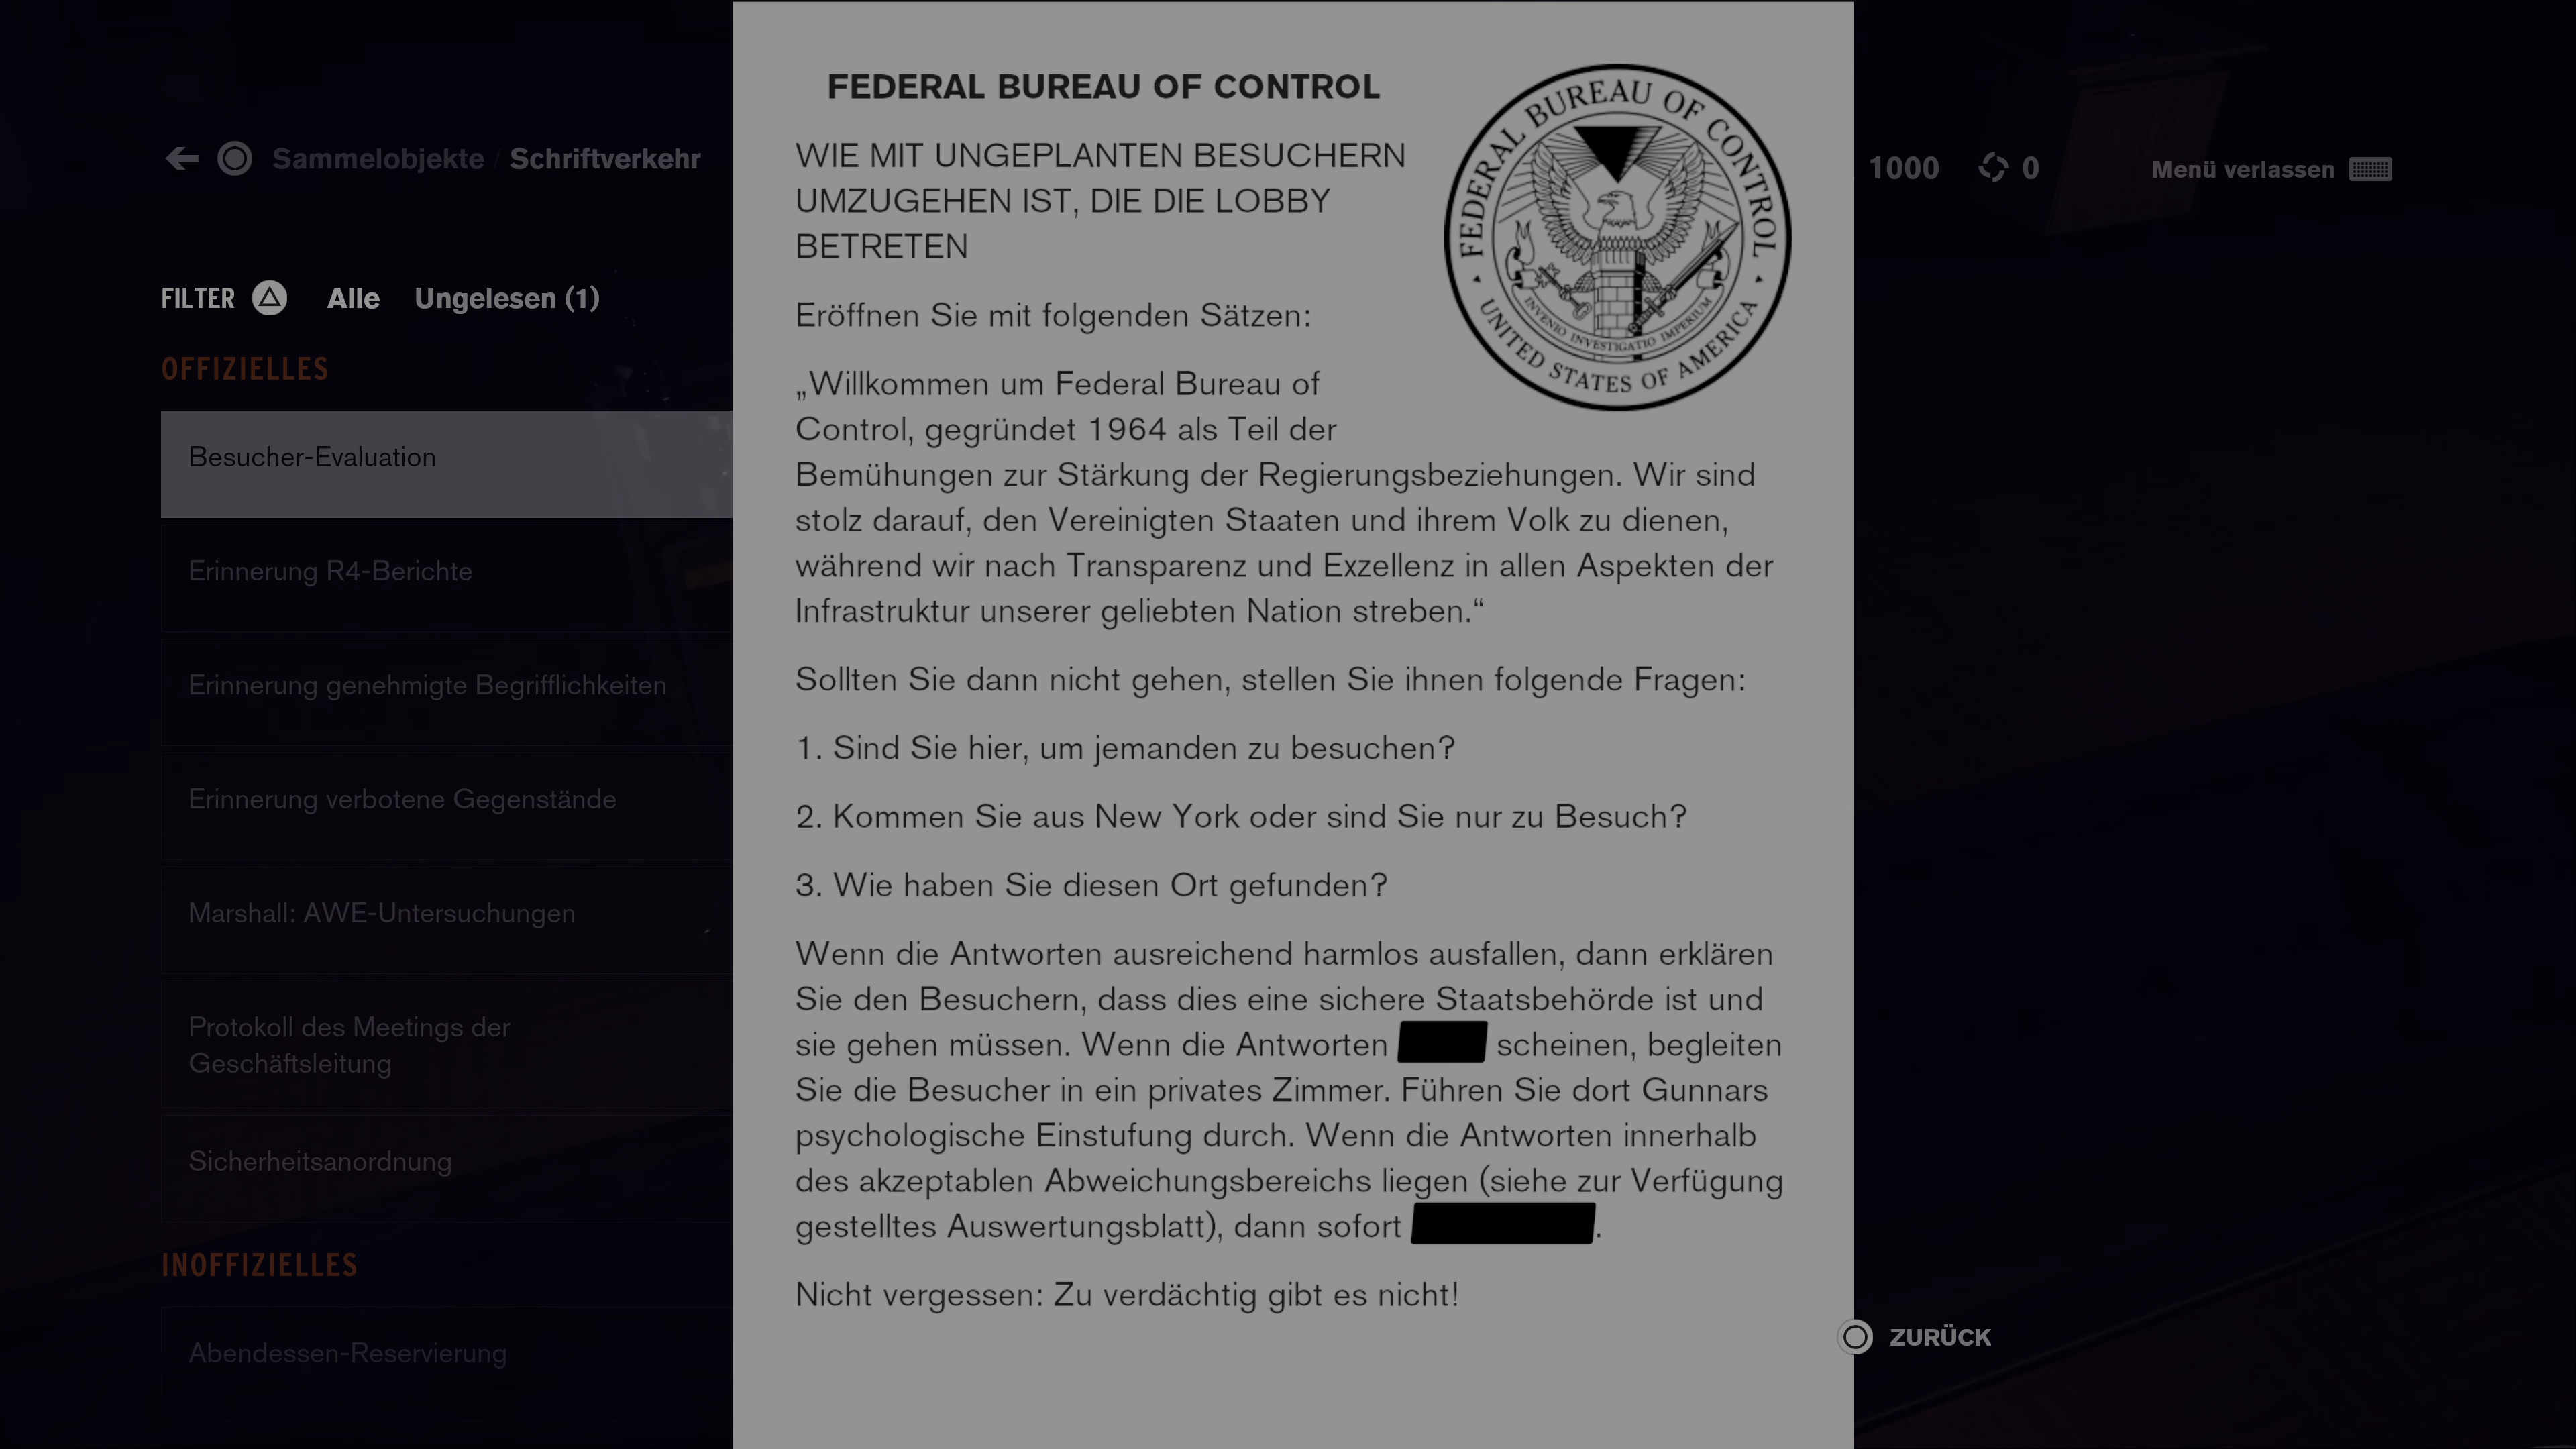 Sammelobjekte / Schriftverkehr
1000
0
Menü verlassen
FILTER
Alle
Ungelesen (1)
OFFIZIELLES
Besucher-Evaluation
Erinnerung R4-Berichte
Erinnerung genehmigte Begrifflichkeiten
Erinnerung verbotene Gegenstände
Marshall: AWE-Untersuchungen
Protokoll des Meetings der
Geschäftsleitung
Sicherheitsanordnung
INOFFIZIELLES
Abendessen-Reservierung
FEDERAL BUREAU OF CONTROL
FEDERAL BUREAU OF CONTROL
UNITED STATES OF AMERICA
INVENIO INVESTIGATIO IMPERIUM
WIE MIT UNGEPLANTEN BESUCHERN
UMZUGEHEN IST, DIE DIE LOBBY
BETRETEN
Eröffnen Sie mit folgenden Sätzen:
„Willkommen um Federal Bureau of
Control, gegründet 1964 als Teil der
Bemühungen zur Stärkung der Regierungsbeziehungen. Wir sind
stolz darauf, den Vereinigten Staaten und ihrem Volk zu dienen,
während wir nach Transparenz und Exzellenz in allen Aspekten der
Infrastruktur unserer geliebten Nation streben.“
Sollten Sie dann nicht gehen, stellen Sie ihnen folgende Fragen:
1. Sind Sie hier, um jemanden zu besuchen?
2. Kommen Sie aus New York oder sind Sie nur zu Besuch?
3. Wie haben Sie diesen Ort gefunden?
Wenn die Antworten ausreichend harmlos ausfallen, dann erklären
Sie den Besuchern, dass dies eine sichere Staatsbehörde ist und
sie gehen müssen. Wenn die Antworten scheinen, begleiten
Sie die Besucher in ein privates Zimmer. Führen Sie dort Gunnars
psychologische Einstufung durch. Wenn die Antworten innerhalb
des akzeptablen Abweichungsbereichs liegen (siehe zur Verfügung
gestelltes Auswertungsblatt), dann sofort .
Nicht vergessen: Zu verdächtig gibt es nicht!
ZURÜCK